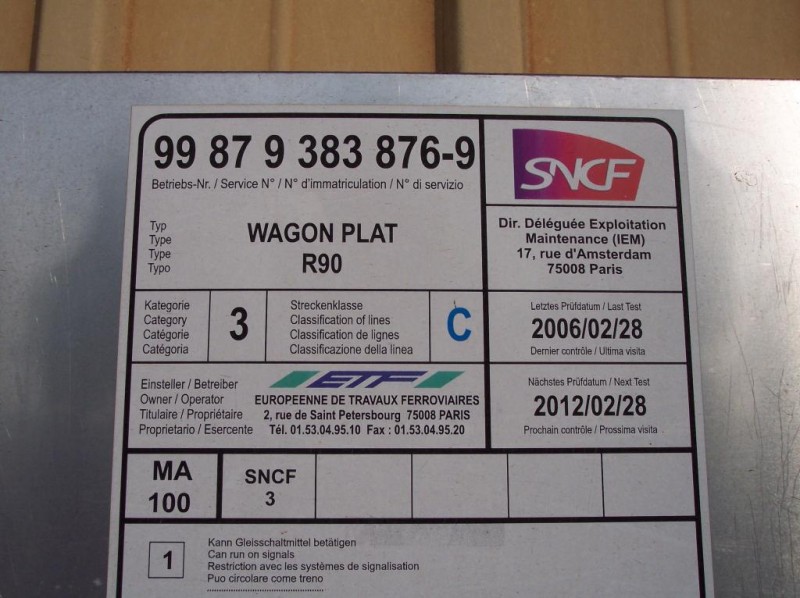 99 87 9 383 876-9
Betriebs-Nr. / Service N° / N° d'immatriculation / N° di servizio
SNCF
Dir. Déléguée Exploitation
Maintenance (IEM)
17, rue d'Amsterdam
75008 Paris
Typ
Type
Type
Typo
WAGON PLAT
R90
Kategorie
Category
Catégorie
Catégoria
3
Streckenklasse
Classification of lines
Classification de lignes
Classificazione della linea
C
Letztes Prüfdatum / Last Test
2006/02/28
Dernier contrôle / Ultima visita
Einsteller / Betreiber
Owner / Operator
Titulaire / Propriétaire
Proprietario / Esercente
ETF
EUROPEENNE DE TRAVAUX FERROVIAIRES
2, rue de Saint Petersbourg 75008 PARIS
Tél. 01.53.04.95.10 Fax : 01.53.04.95.20
Nächstes Prüfdatum / Next Test
2012/02/28
Prochain contrôle / Prossima visita
MA
100
SNCF
3
1
Kann Gleisschaltmittel betätigen
Can run on signals
Restriction avec les systèmes de signalisation
Puo circolare come treno